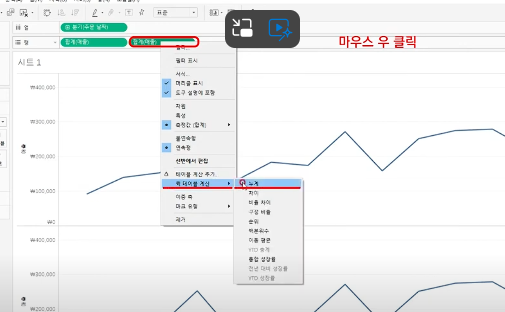 표준
열
분기(주문 날짜)
행
합계(매출)
합계(매출)
마우스 우 클릭
시트 1
필터...
필터 표시
서식...
머리글 표시
도구 설명에 포함
차원
특성
측정값 (합계)
불연속형
연속형
선반에서 편집
테이블 계산 추가...
퀵 테이블 계산
이중 축
마크 유형
제거
누계
차이
비율 차이
구성 비율
순위
백분위수
이동 평균
YTD 총계
통합 성장률
전년 대비 성장률
YTD 성장률
₩400,000
₩300,000
₩200,000
₩100,000
₩0
₩400,000
₩300,000
₩200,000